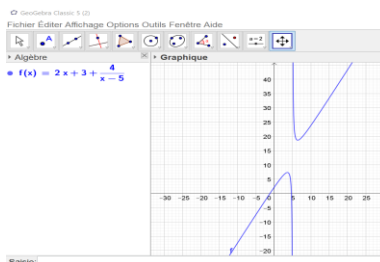 GeoGebra Classic 5 (2)
Fichier Éditer Affichage Options Outils Fenêtre Aide
A
a=2
Algèbre
Graphique
f(x) = 2 x + 3 + 4 / x − 5
40
35
30
25
20
15
10
5
-30 -25 -20 -15 -10 -5 0 5 10 15 20 25
-5
-10
-15
-20
f
Saisie: